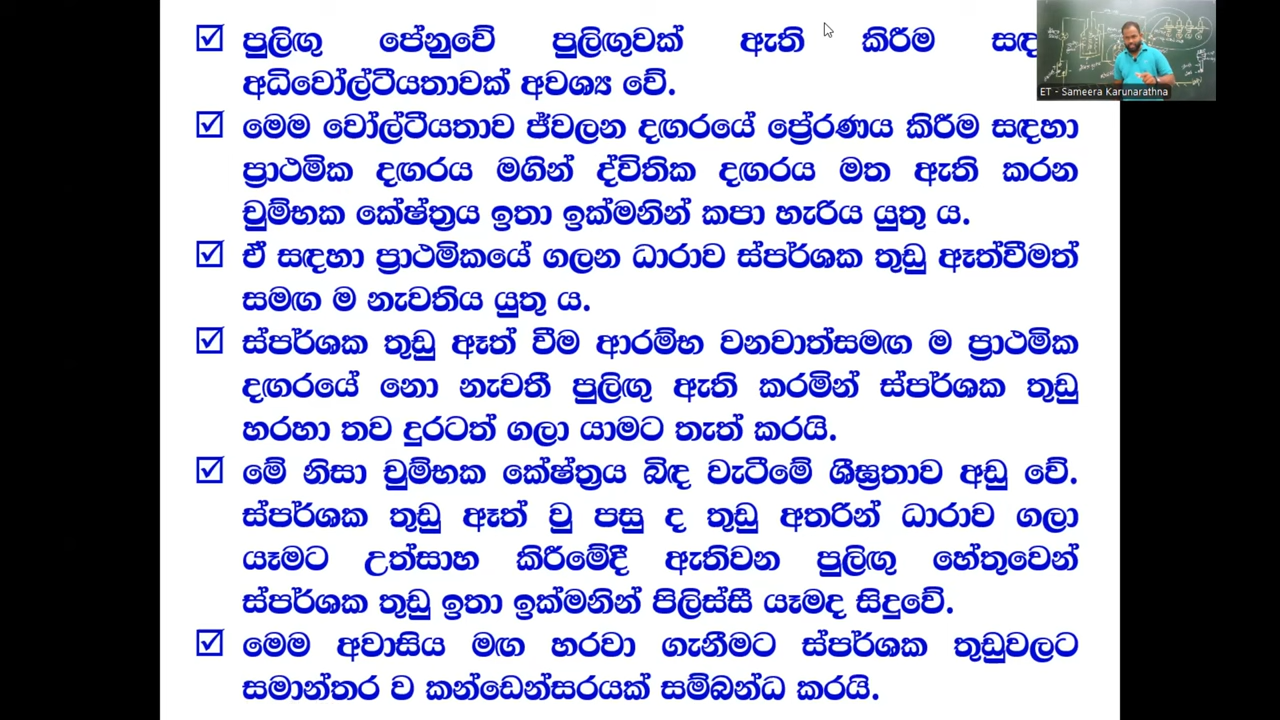 පුලිඟු පේනුවේ පුලිඟුවක් ඇති කිරීම
අධිවෝල්ටීයතාවක් අවශ්‍ය වේ.
මෙම වෝල්ටීයතාව ජ්වලන දඟරයේ ප්‍රේරණය කිරීම සඳහා
ප්‍රාථමික දඟරය මගින් ද්විතික දඟරය මත ඇති කරන
චුම්භක කේෂ්ත්‍රය ඉතා ඉක්මනින් කපා හැරිය යුතු ය.
ඒ සඳහා ප්‍රාථමිකයේ ගලන ධාරාව ස්පර්ශක තුඩු ඈත්වීමත්
සමඟ ම නැවතිය යුතු ය.
ස්පර්ශක තුඩු ඈත් වීම ආරම්භ වනවාත්සමඟ ම ප්‍රාථමික
දඟරයේ නො නැවතී පුලිඟු ඇති කරමින් ස්පර්ශක තුඩු
හරහා තව දුරටත් ගලා යාමට තැත් කරයි.
මේ නිසා චුම්භක කේෂ්ත්‍රය බිඳ වැටීමේ ශීඝ්‍රතාව අඩු වේ.
ස්පර්ශක තුඩු ඈත් වු පසු ද තුඩු අතරින් ධාරාව ගලා
යෑමට උත්සාහ කිරීමේදී ඇතිවන පුලිඟු හේතුවෙන්
ස්පර්ශක තුඩු ඉතා ඉක්මනින් පිලිස්සී යෑමද සිදුවේ.
මෙම අවාසිය මඟ හරවා ගැනීමට ස්පර්ශක තුඩුවලට
සමාන්තර ව කන්ඩෙන්සරයක් සම්බන්ධ කරයි.
ET - Sameera Karunarathna